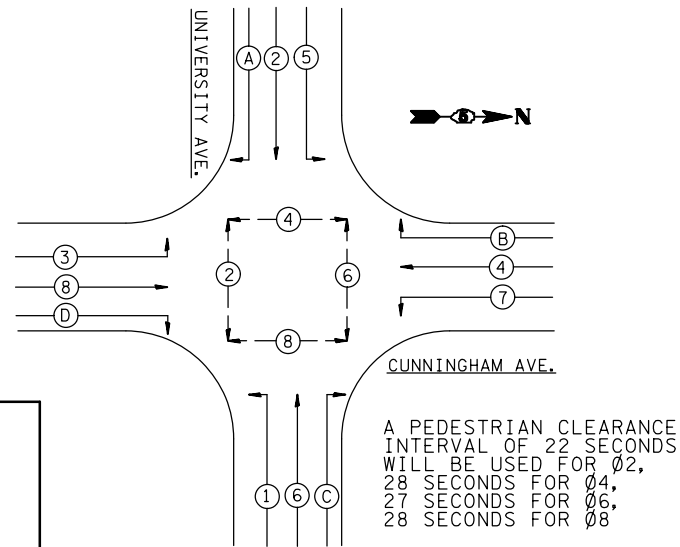 UNIVERSITY AVE.
A 2 5
5 N
4
3
B
8
4
2
6
D
7
8
CUNNINGHAM AVE.
1 6 C
A PEDESTRIAN CLEARANCE
INTERVAL OF 22 SECONDS
WILL BE USED FOR Ø2,
28 SECONDS FOR Ø4,
27 SECONDS FOR Ø6,
28 SECONDS FOR Ø8